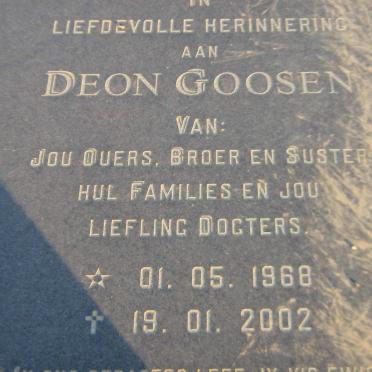 IN
LIEFDEVOLLE HERINNERING
AAN
DEON GOOSEN
VAN:
JOU OUERS, BROER EN SUSTER
HUL FAMILIES EN JOU
LIEFLING DOGTERS.
☆ 01. 05. 1968
✝ 19. 01. 2002